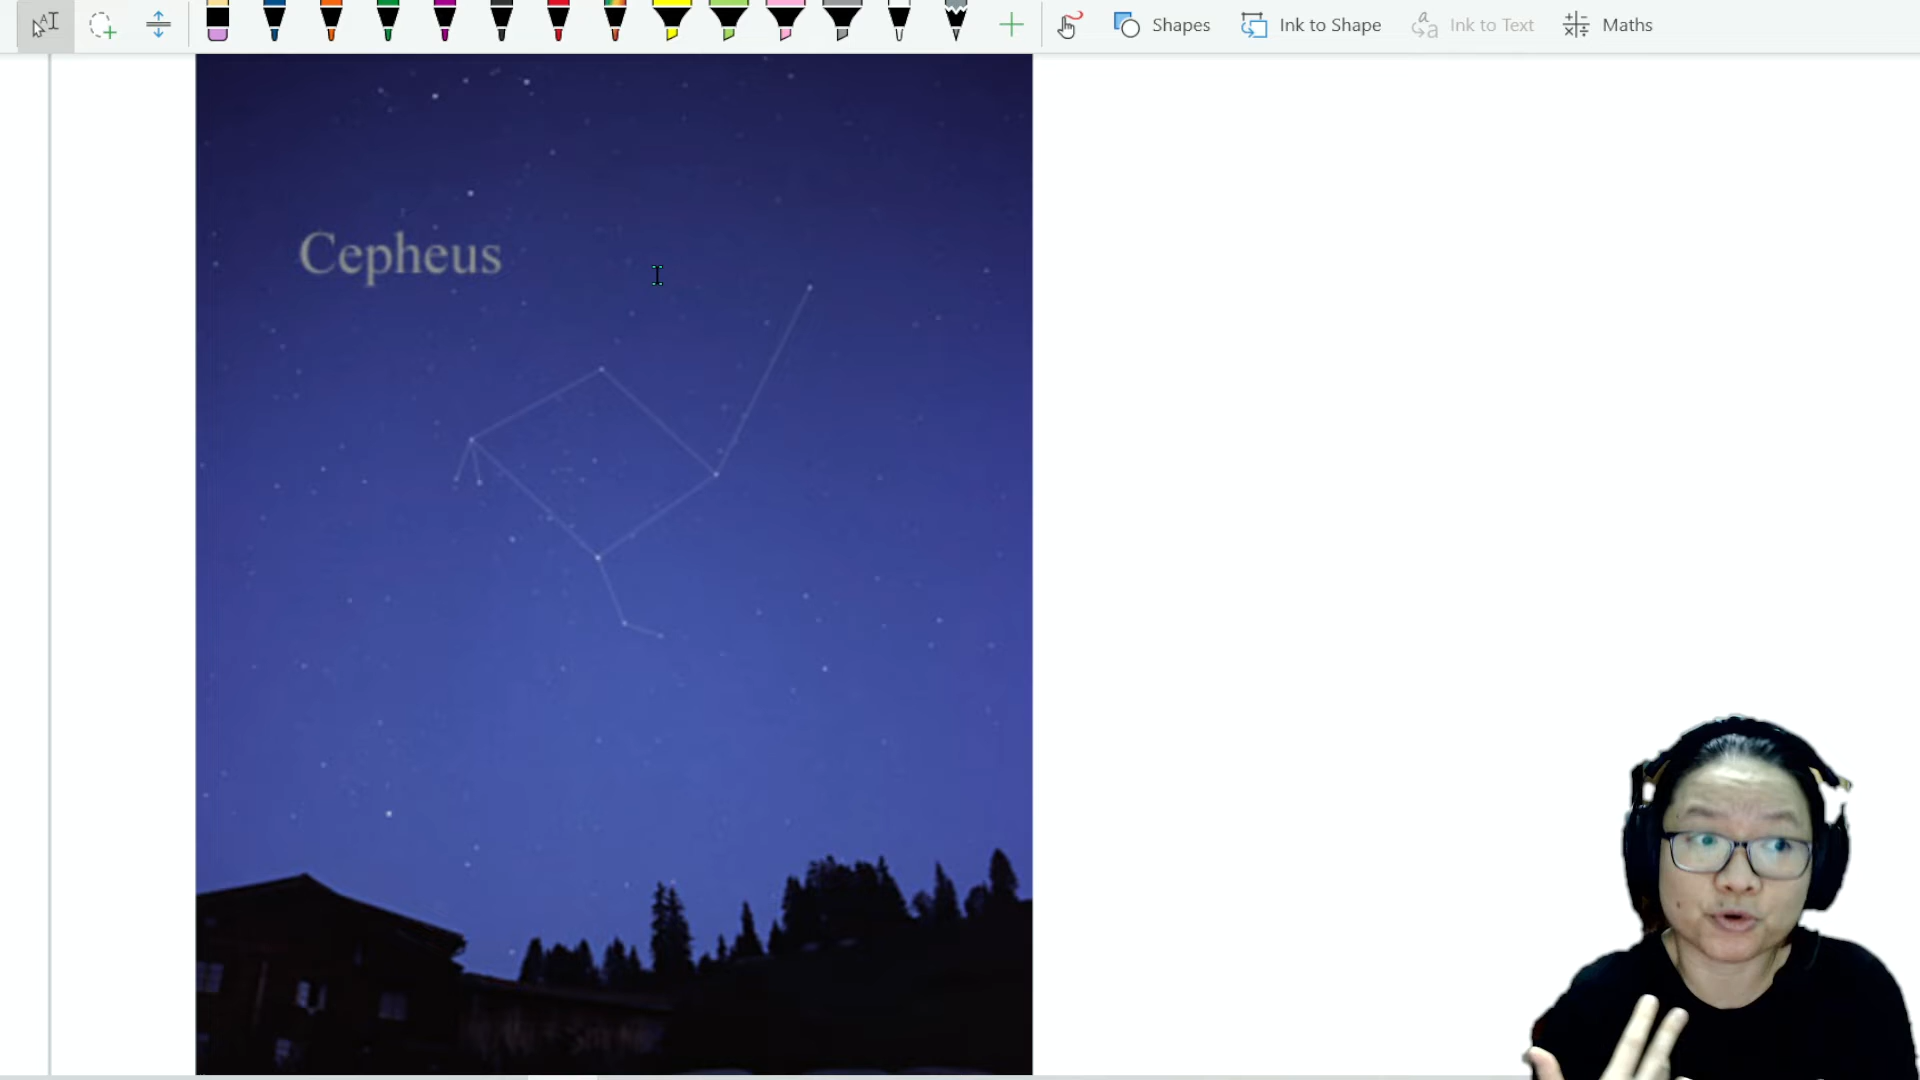 Shapes
Ink to Shape
Ink to Text
Maths
Cepheus